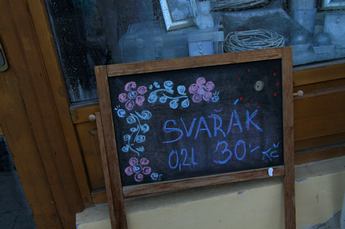 SVAŘÁK
0,2l 30,- Kč